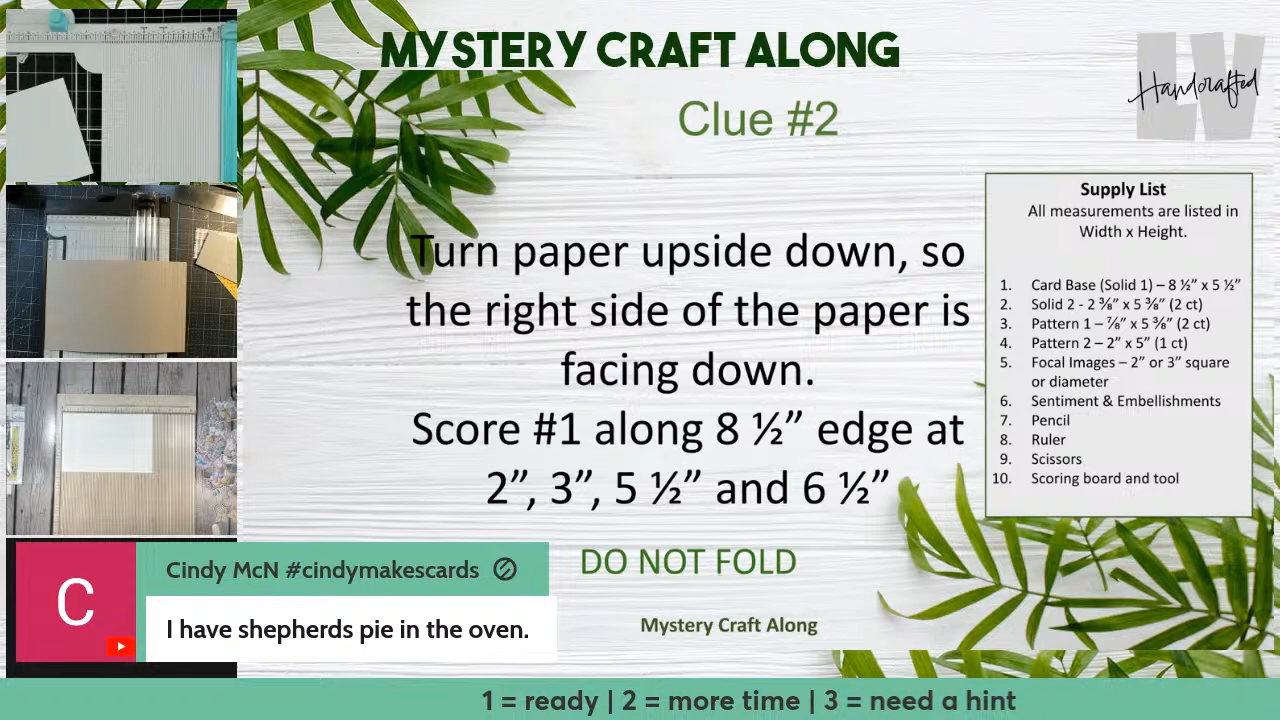 MYSTERY CRAFT ALONG
Handcrafted
Clue #2
Turn paper upside down, so
the right side of the paper is
facing down.
Score #1 along 8 ½” edge at
2”, 3”, 5 ½” and 6 ½”
DO NOT FOLD
Mystery Craft Along
Supply List
All measurements are listed in
Width x Height.
1. Card Base (Solid 1) – 8 ½” x 5 ½”
2. Solid 2 - 2 ⅜” x 5 ⅜” (2 ct)
3. Pattern 1 – ⅞” x 5 ⅜” (2 ct)
4. Pattern 2 – 2” x 5” (1 ct)
5. Focal Images – 2” or 3” square
or diameter
6. Sentiment & Embellishments
7. Pencil
8. Ruler
9. Scissors
10. Scoring board and tool
C
Cindy McN #cindymakescards
I have shepherds pie in the oven.
1 = ready | 2 = more time | 3 = need a hint